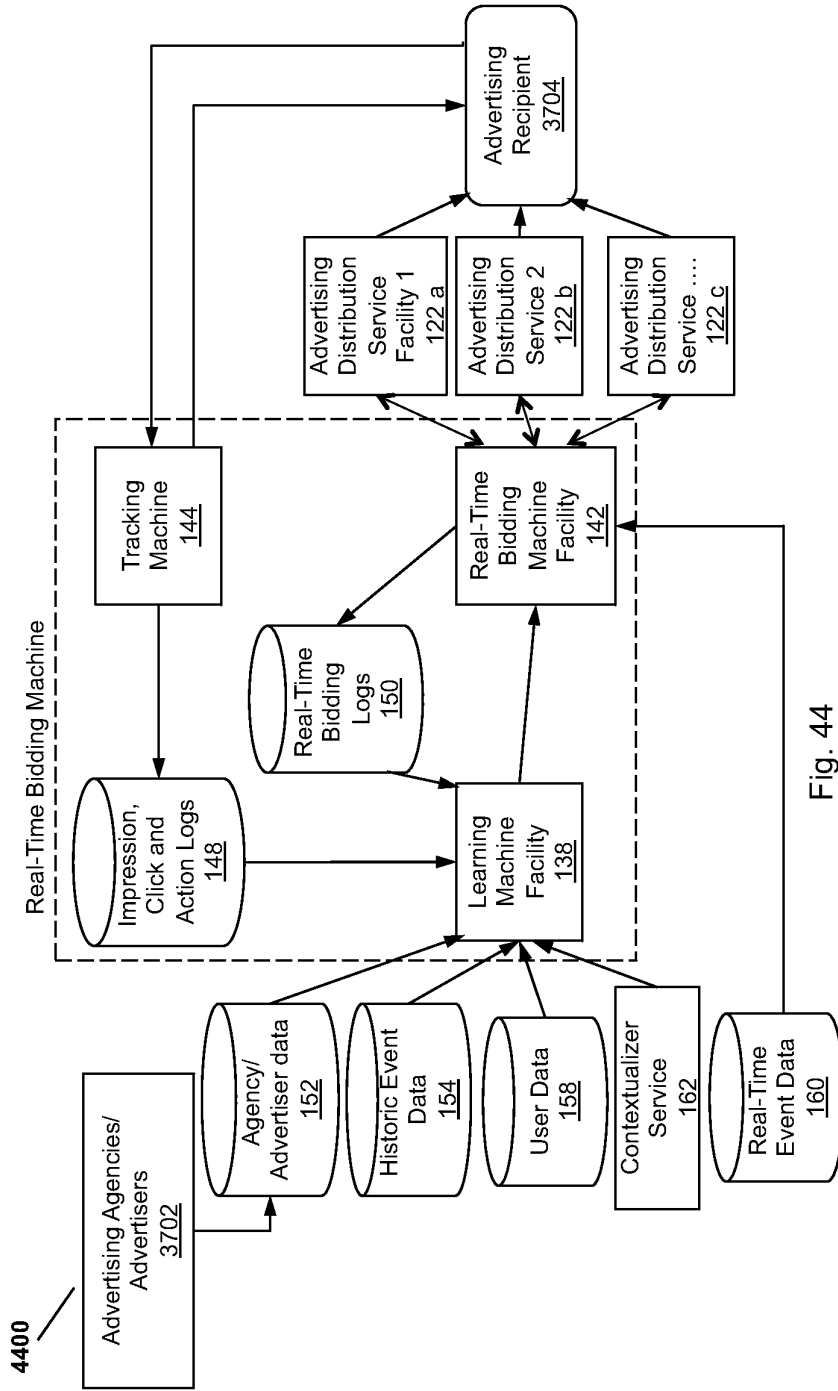 4400
Advertising Agencies/
Advertisers
3702
Agency/
Advertiser data
152
Historic Event
Data
154
User Data
158
Contextualizer
Service
162
Real-Time
Event Data
160
Real-Time Bidding Machine
Impression,
Click and
Action Logs
148
Tracking
Machine
144
Real-Time
Bidding
Logs
150
Learning
Machine
Facility
138
Real-Time
Bidding
Machine
Facility
142
Advertising
Distribution
Service
Facility 1
122 a
Advertising
Distribution
Service 2
122 b
Advertising
Distribution
Service ....
122 c
Advertising
Recipient
3704
Fig. 44